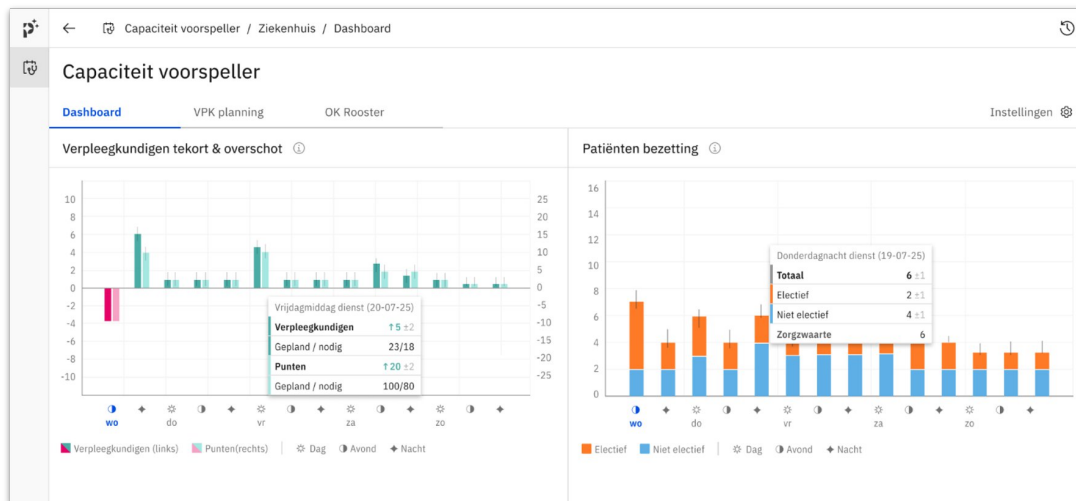 Capaciteit voorspeller / Ziekenhuis / Dashboard
Capaciteit voorspeller
Dashboard VPK planning OK Rooster Instellingen
Verpleegkundigen tekort & overschot
10 25
8 20
6 15
4 10
2 5
0 0
-2 -5
-4 -10
-6 -15
-8 -20
-10 -25
Vrijdagmiddag dienst (20-07-25)
Verpleegkundigen ↑5 ±2
Gepland / nodig 23/18
Punten ↑20 ±2
Gepland / nodig 100/80
wo do vr za zo
Verpleegkundigen (links) Punten(rechts) Dag Avond Nacht
Patiënten bezetting
16
14
12
10
8
6
4
2
0
Donderdagnacht dienst (19-07-25)
Totaal 6 ±1
Electief 2 ±1
Niet electief 4 ±1
Zorgzwaarte 6
wo do vr za zo
Electief Niet electief Dag Avond Nacht